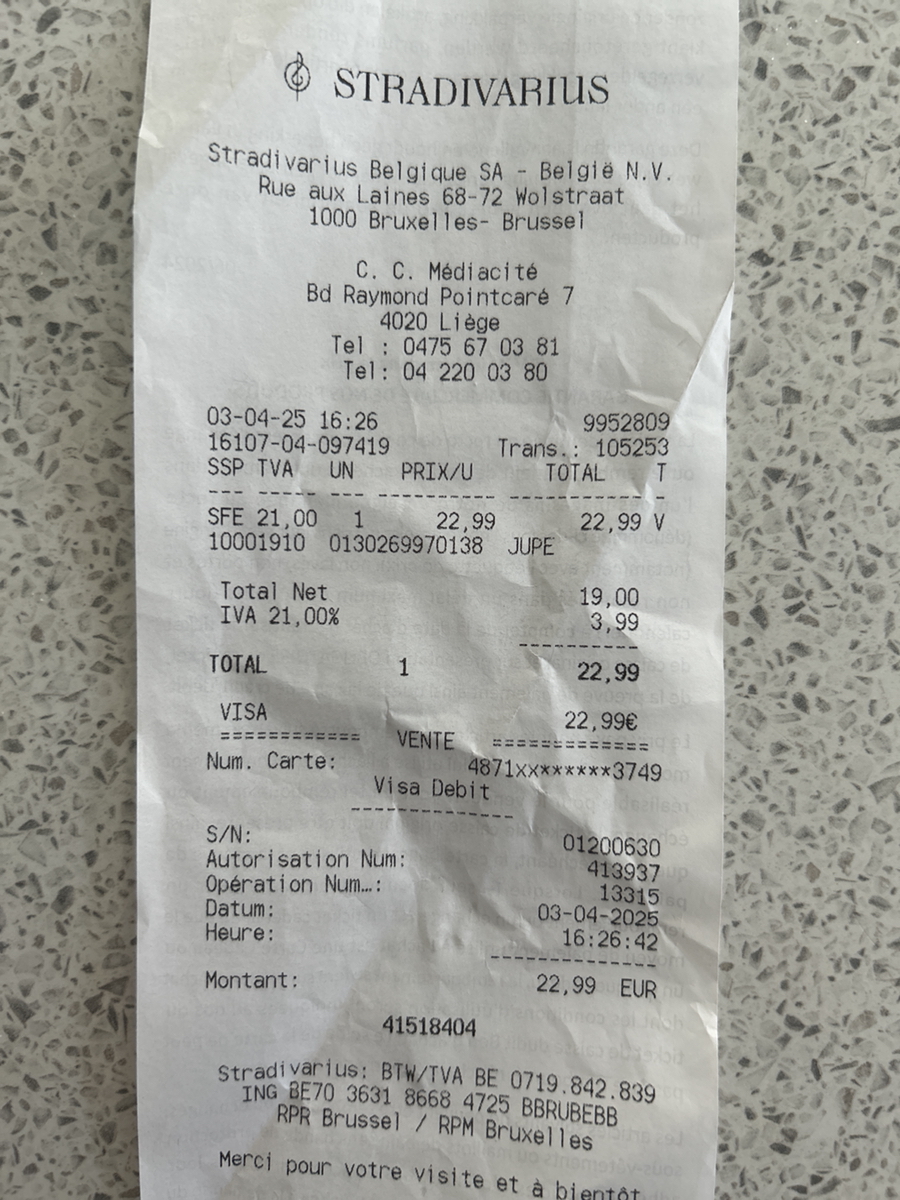 STRADIVARIUS
Stradivarius Belgique SA - België N.V.
Rue aux Laines 68-72 Wolstraat
1000 Bruxelles- Brussel
C. C. Médiacité
Bd Raymond Pointcaré 7
4020 Liège
Tel : 0475 67 03 81
Tel: 04 220 03 80
03-04-25 16:26 9952809
16107-04-097419 Trans.: 105253
SSP TVA UN PRIX/U TOTAL T
--- ----- --- ---------- ----------- -
SFE 21,00 1 22,99 22,99 V
10001910 0130269970138 JUPE
Total Net 19,00
IVA 21,00% 3,99
----------
TOTAL 1 22,99
VISA 22,99€
============ VENTE =============
Num. Carte: 4871xx*******3749
Visa Debit
--------------
S/N: 01200630
Autorisation Num: 413937
Opération Num…: 13315
Datum: 03-04-2025
Heure: 16:26:42
--------------
Montant: 22,99 EUR
41518404
Stradivarius: BTW/TVA BE 0719.842.839
ING BE70 3631 8668 4725 BBRUBEBB
RPR Brussel / RPM Bruxelles
Merci pour votre visite et à bientôt